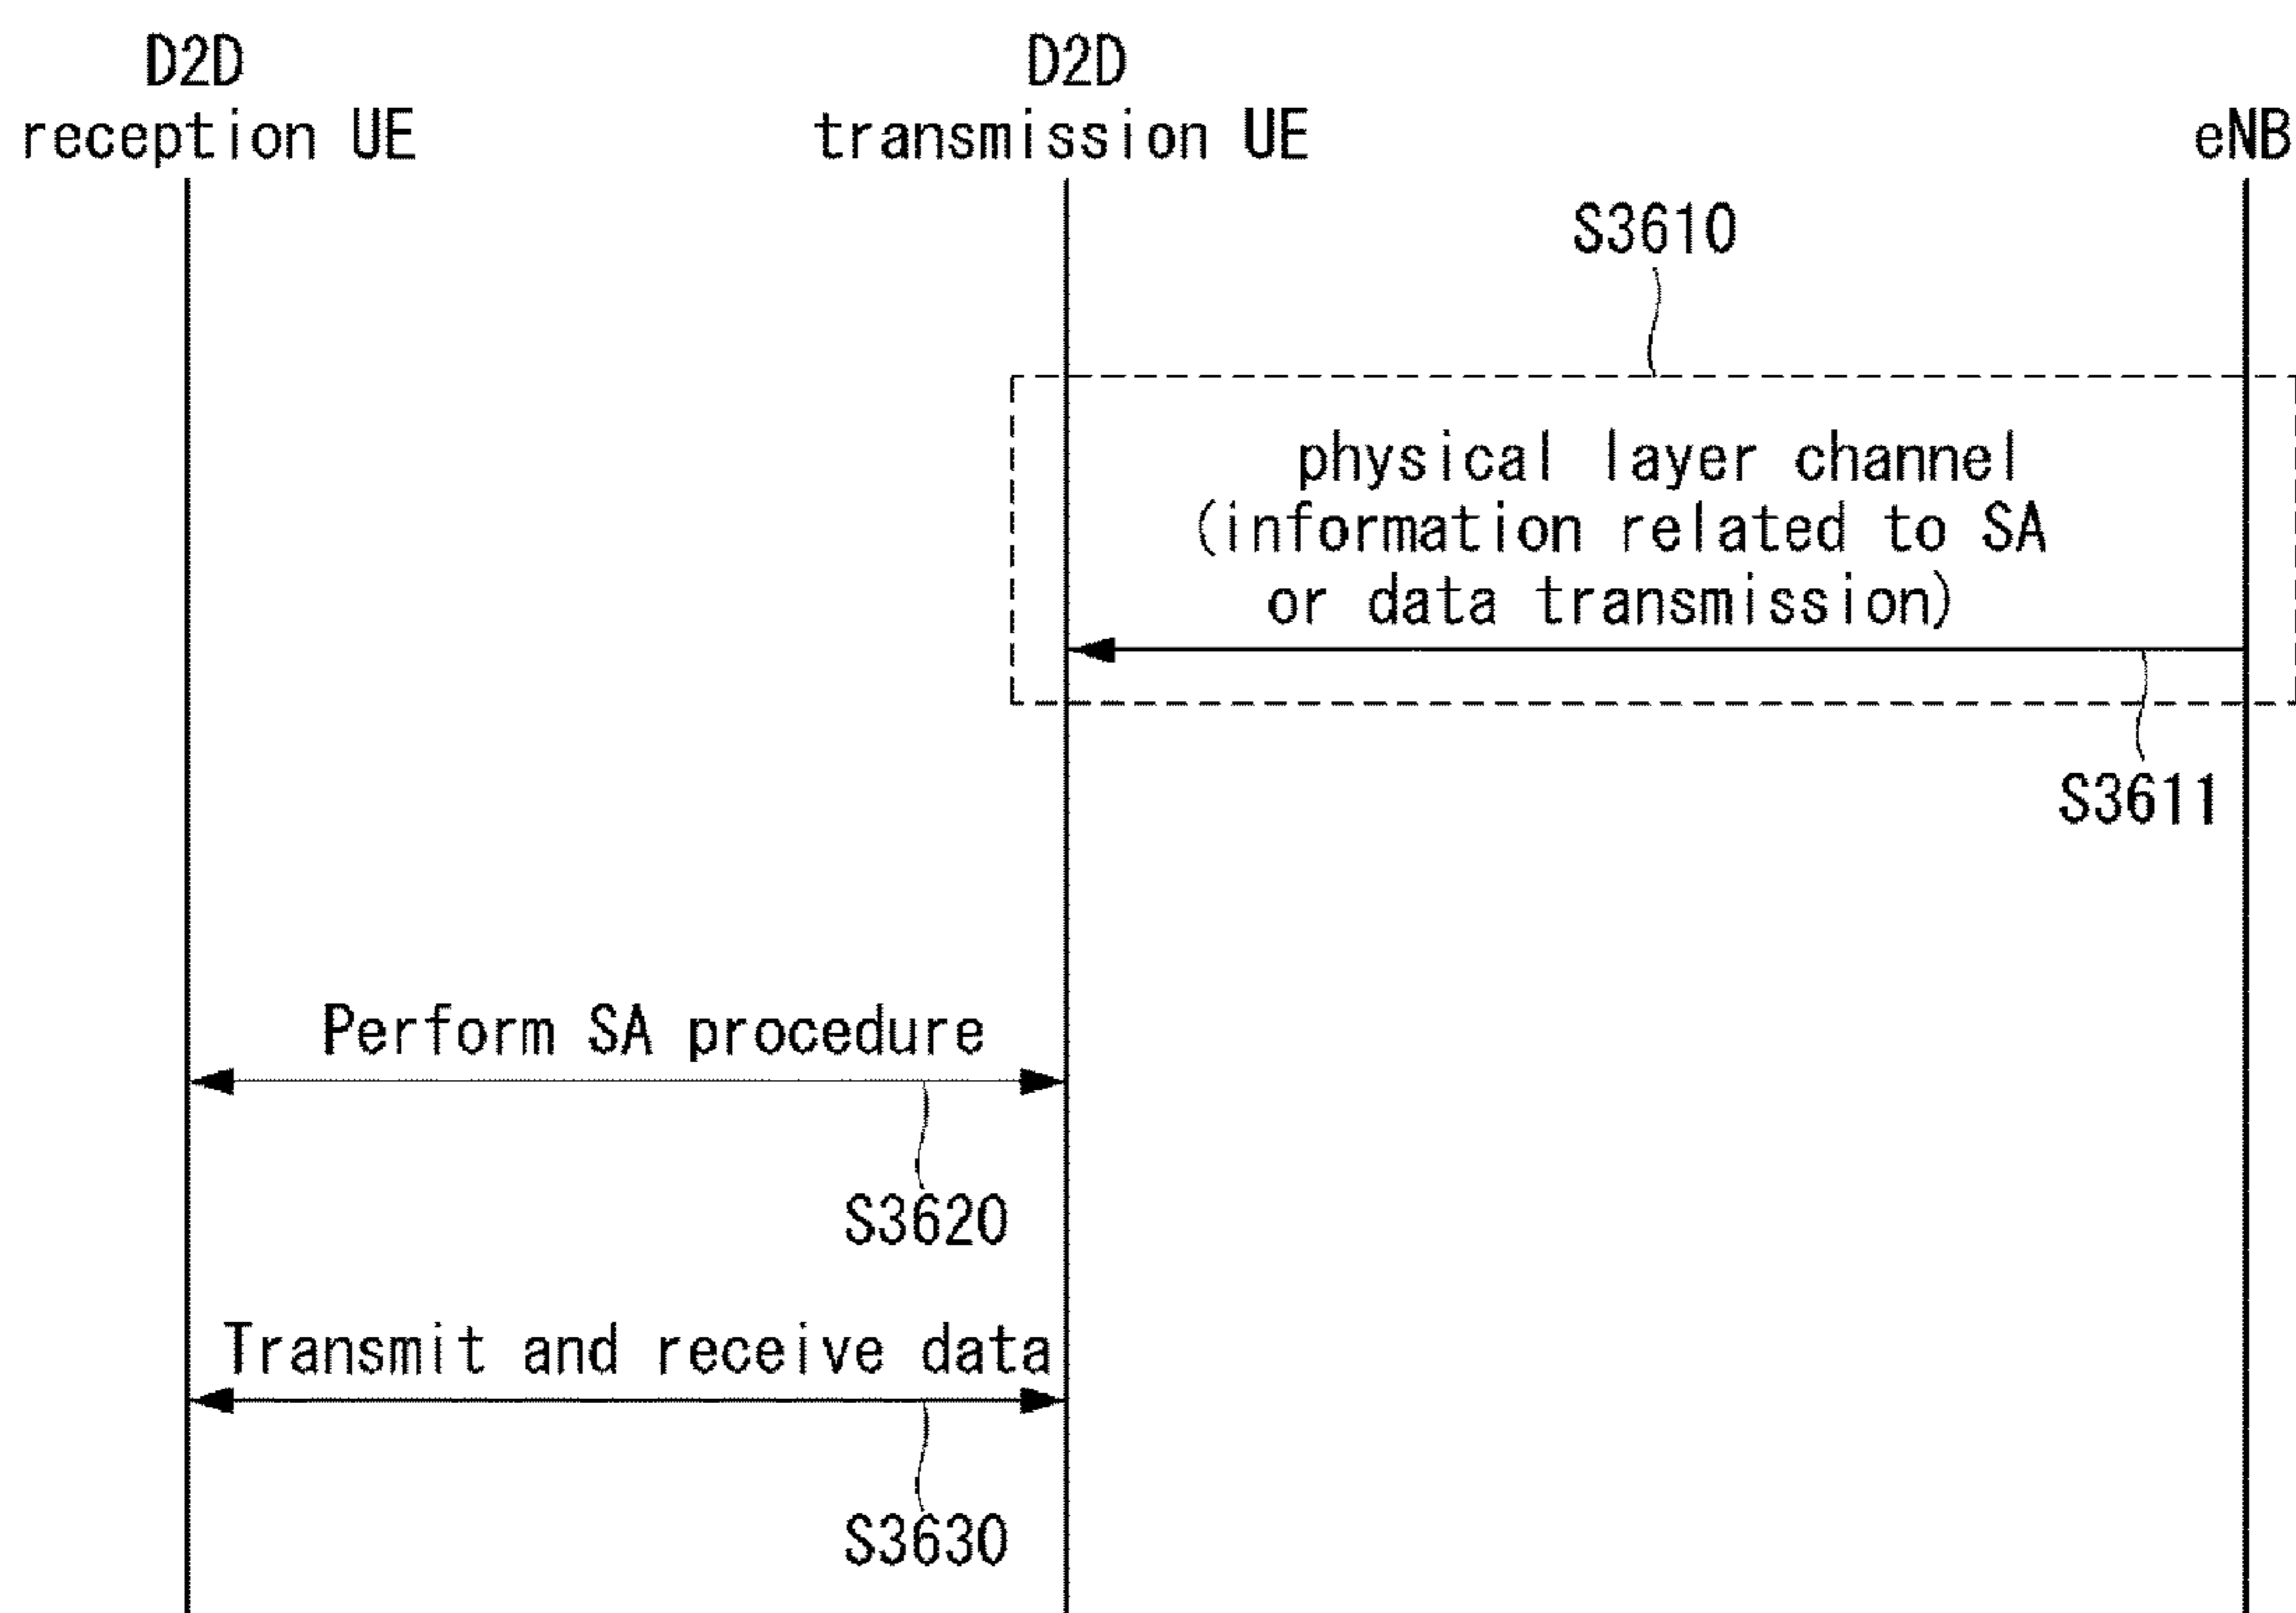 D2D
reception UE
D2D
transmission UE
eNB
S3610
physical layer channel
(information related to SA
or data transmission)
S3611
Perform SA procedure
S3620
Transmit and receive data
S3630